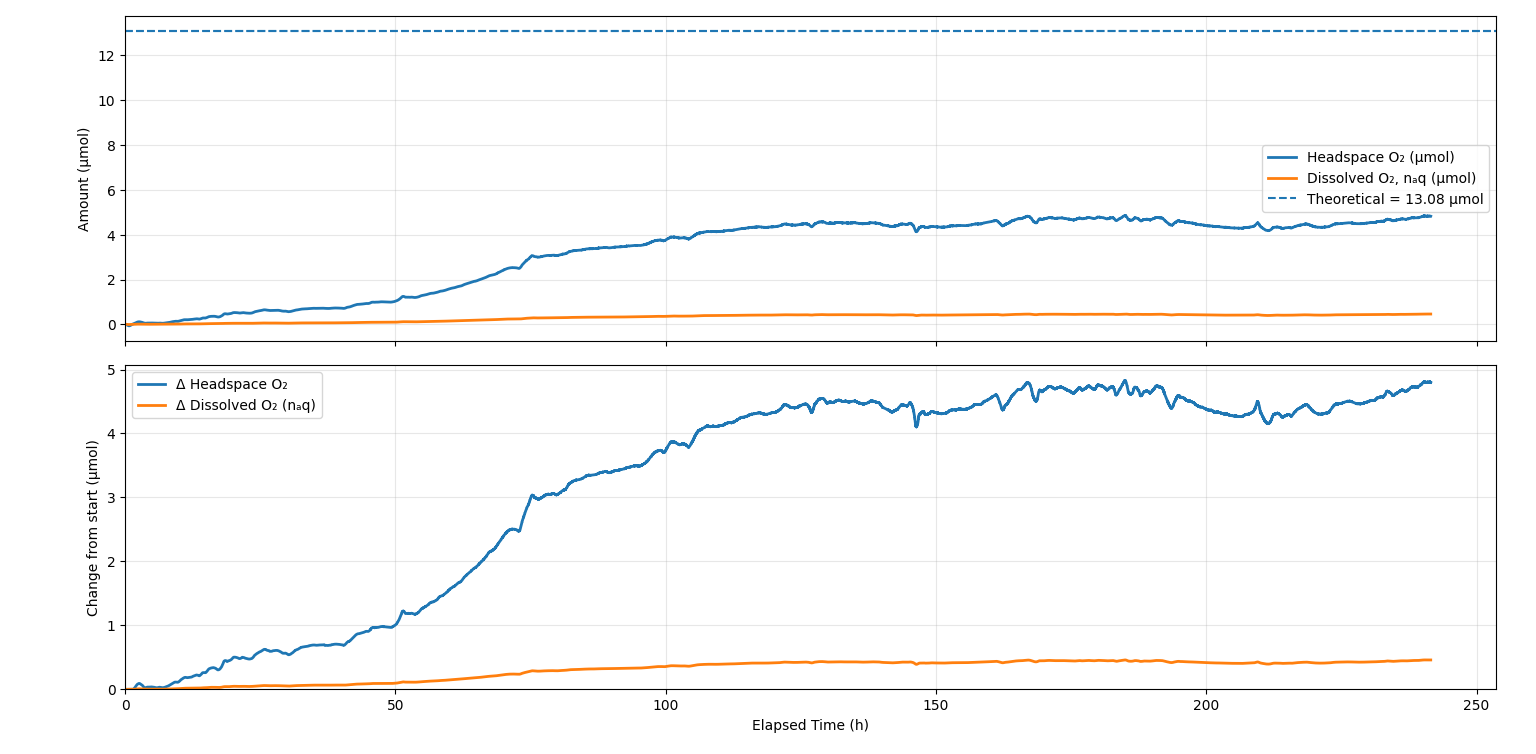 12
10
8
6
4
2
0
Amount (μmol)
Headspace O₂ (μmol)
Dissolved O₂, nₐq (μmol)
Theoretical = 13.08 μmol
5
4
3
2
1
0
Change from start (μmol)
Δ Headspace O₂
Δ Dissolved O₂ (nₐq)
0 50 100 150 200 250
Elapsed Time (h)